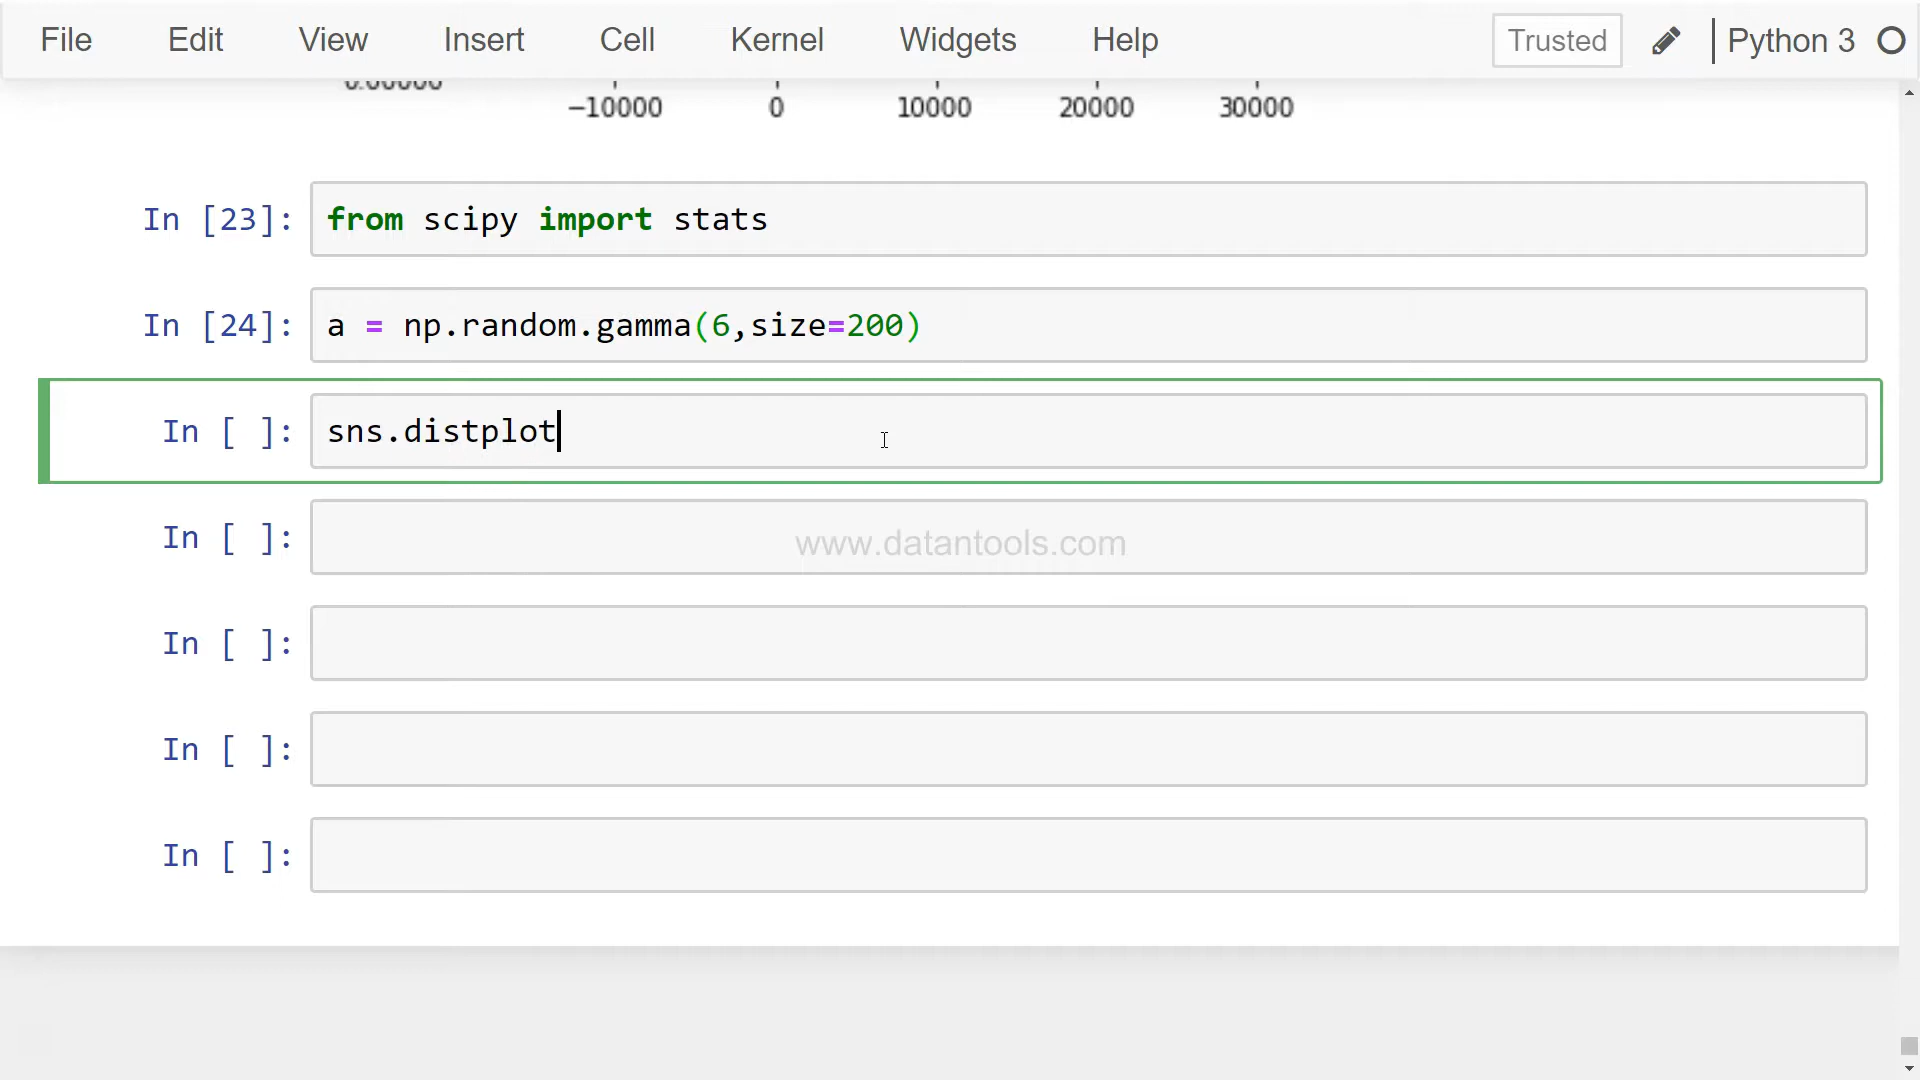 File Edit View Insert Cell Kernel Widgets Help Trusted Python 3
0.00000
−10000 0 10000 20000 30000
In [23]: from scipy import stats
In [24]: a = np.random.gamma(6,size=200)
In [ ]: sns.distplot
In [ ]:
www.datantools.com
In [ ]:
In [ ]:
In [ ]: